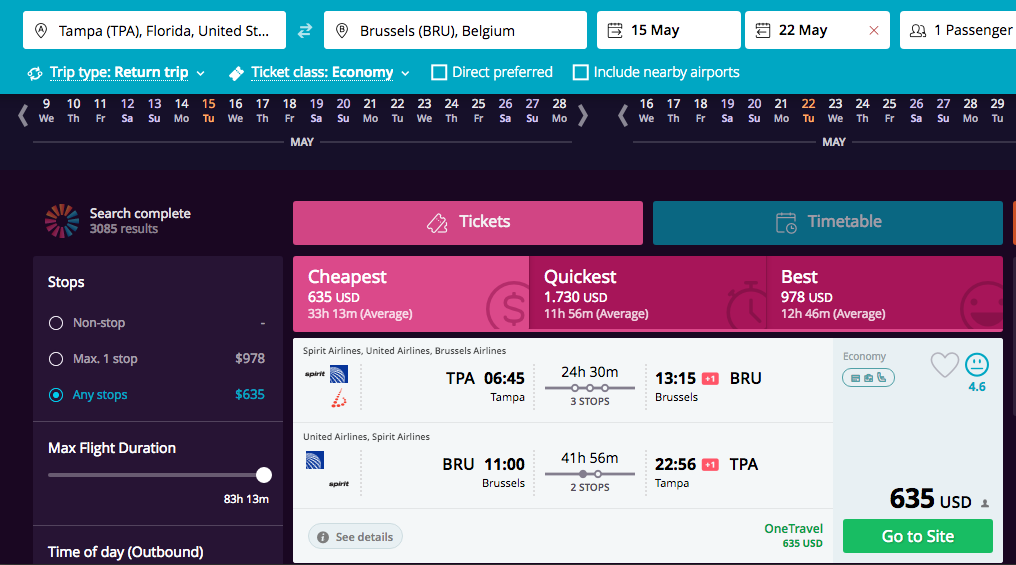 Tampa (TPA), Florida, United St...
Brussels (BRU), Belgium
15 May
22 May
1 Passenger
Trip type: Return trip
Ticket class: Economy
Direct preferred
Include nearby airports
9 10 11 12 13 14 15 16 17 18 19 20 21 22 23 24 25 26 27 28
We Th Fr Sa Su Mo Tu We Th Fr Sa Su Mo Tu We Th Fr Sa Su Mo
MAY
16 17 18 19 20 21 22 23 24 25 26 27 28 29
We Th Fr Sa Su Mo Tu We Th Fr Sa Su Mo Tu
MAY
Search complete
3085 results
Tickets
Timetable
Stops
Non-stop -
Max. 1 stop $978
Any stops $635
Max Flight Duration
83h 13m
Time of day (Outbound)
Cheapest
635 USD
33h 13m (Average)
Quickest
1.730 USD
11h 56m (Average)
Best
978 USD
12h 46m (Average)
Spirit Airlines, United Airlines, Brussels Airlines
spirit
TPA 06:45
Tampa
24h 30m
3 STOPS
13:15 +1 BRU
Brussels
United Airlines, Spirit Airlines
spirit
BRU 11:00
Brussels
41h 56m
2 STOPS
22:56 +1 TPA
Tampa
See details
OneTravel
635 USD
Economy
4.6
635 USD
Go to Site